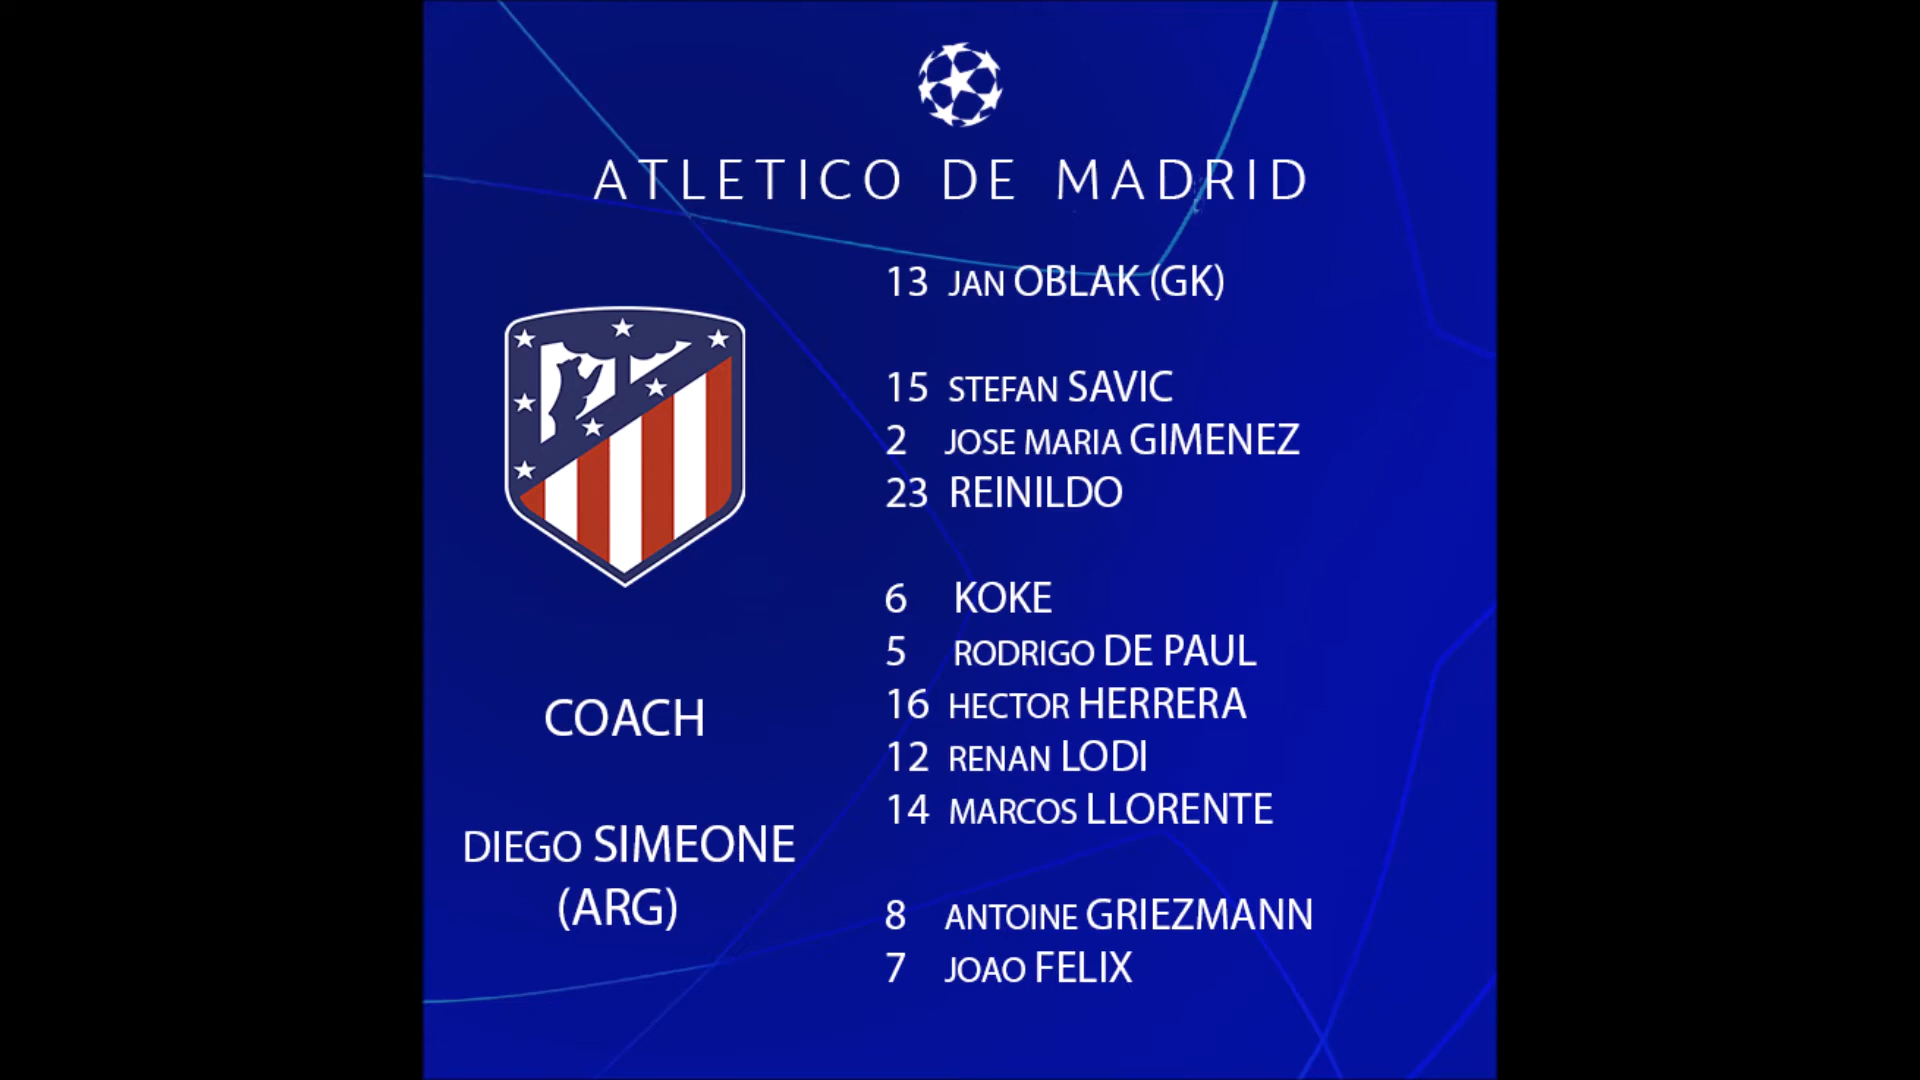 ATLETICO DE MADRID
13 JAN OBLAK (GK)
15 STEFAN SAVIC
2 JOSE MARIA GIMENEZ
23 REINILDO
6 KOKE
5 RODRIGO DE PAUL
16 HECTOR HERRERA
12 RENAN LODI
14 MARCOS LLORENTE
8 ANTOINE GRIEZMANN
7 JOAO FELIX
COACH
DIEGO SIMEONE
(ARG)